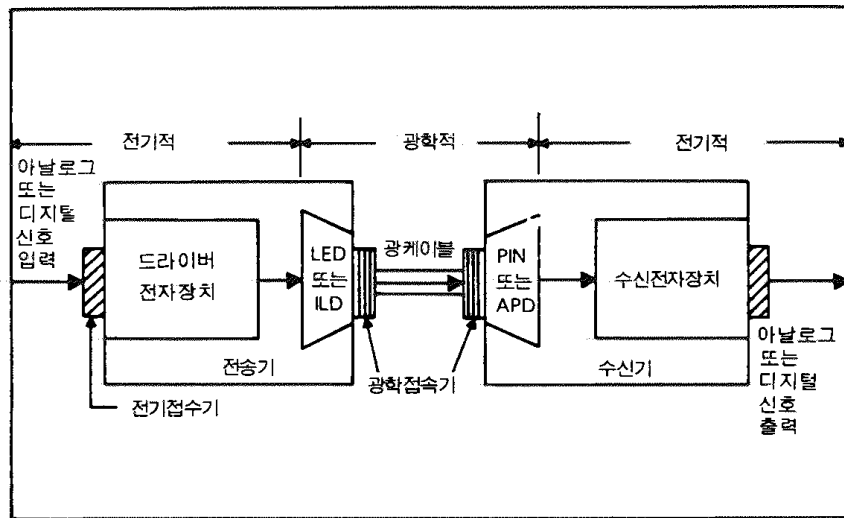 전기적
광학적
전기적
아날로그
또는
디지털
신호
입력
드라이버
전자장치
LED
또는
ILD
광케이블
PIN
또는
APD
수신전자장치
전송기
광학접속기
수신기
전기접수기
아날로그
또는
디지털
신호
출력